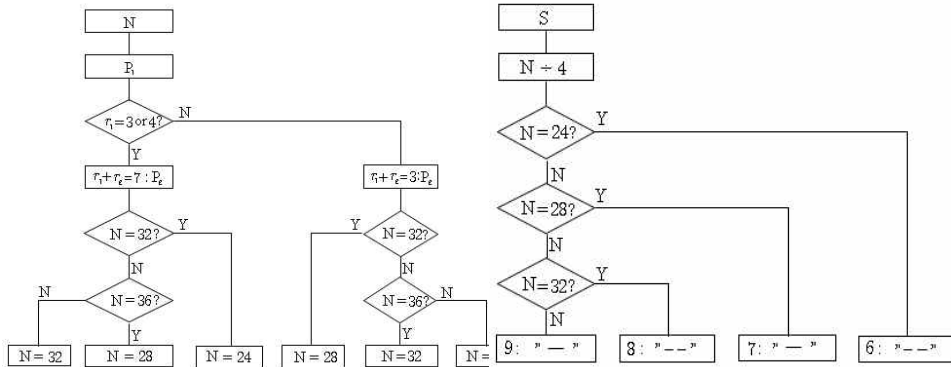 N
P₁
r₁=3 or 4?
N
Y
r₁+r₂=7:P₂
r₁+r₂=3:P₂
N=32?
Y
Y
N=32?
N
N
N
N=36?
N=36?
N
Y
Y
N=32
N=28
N=24
N=28
N=32
N=
S
N÷4
N=24?
Y
N
N=28?
Y
N
N=32?
Y
N
9: "—"
8: "--"
7: "—"
6: "--"